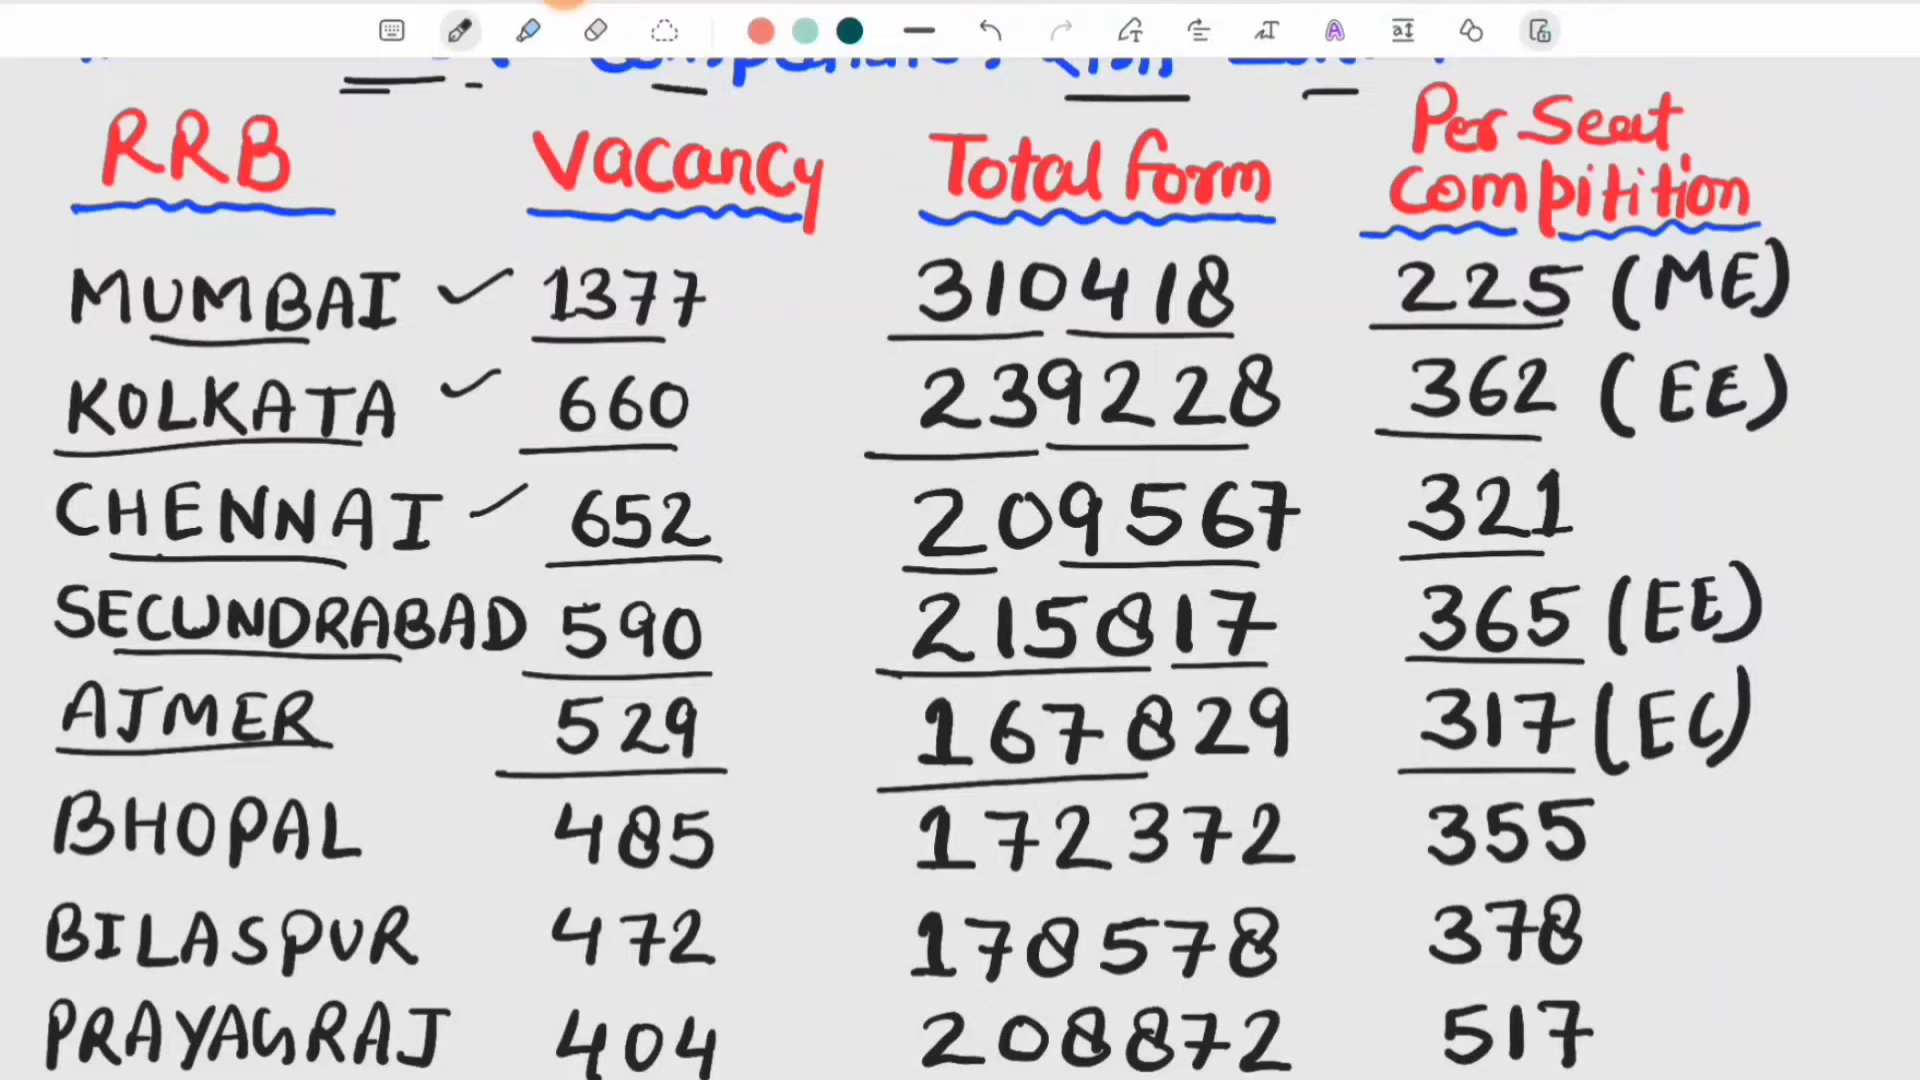 RRB Vacancy Total form Per Seat Compitition
MUMBAI 1377 310418 225 (ME)
KOLKATA 660 239228 362 (EE)
CHENNAI 652 209567 321
SECUNDRABAD 590 215817 365 (EE)
AJMER 529 167829 317 (EC)
BHOPAL 485 172372 355
BILASPUR 472 178578 378
PRAYAGRAJ 404 208872 517